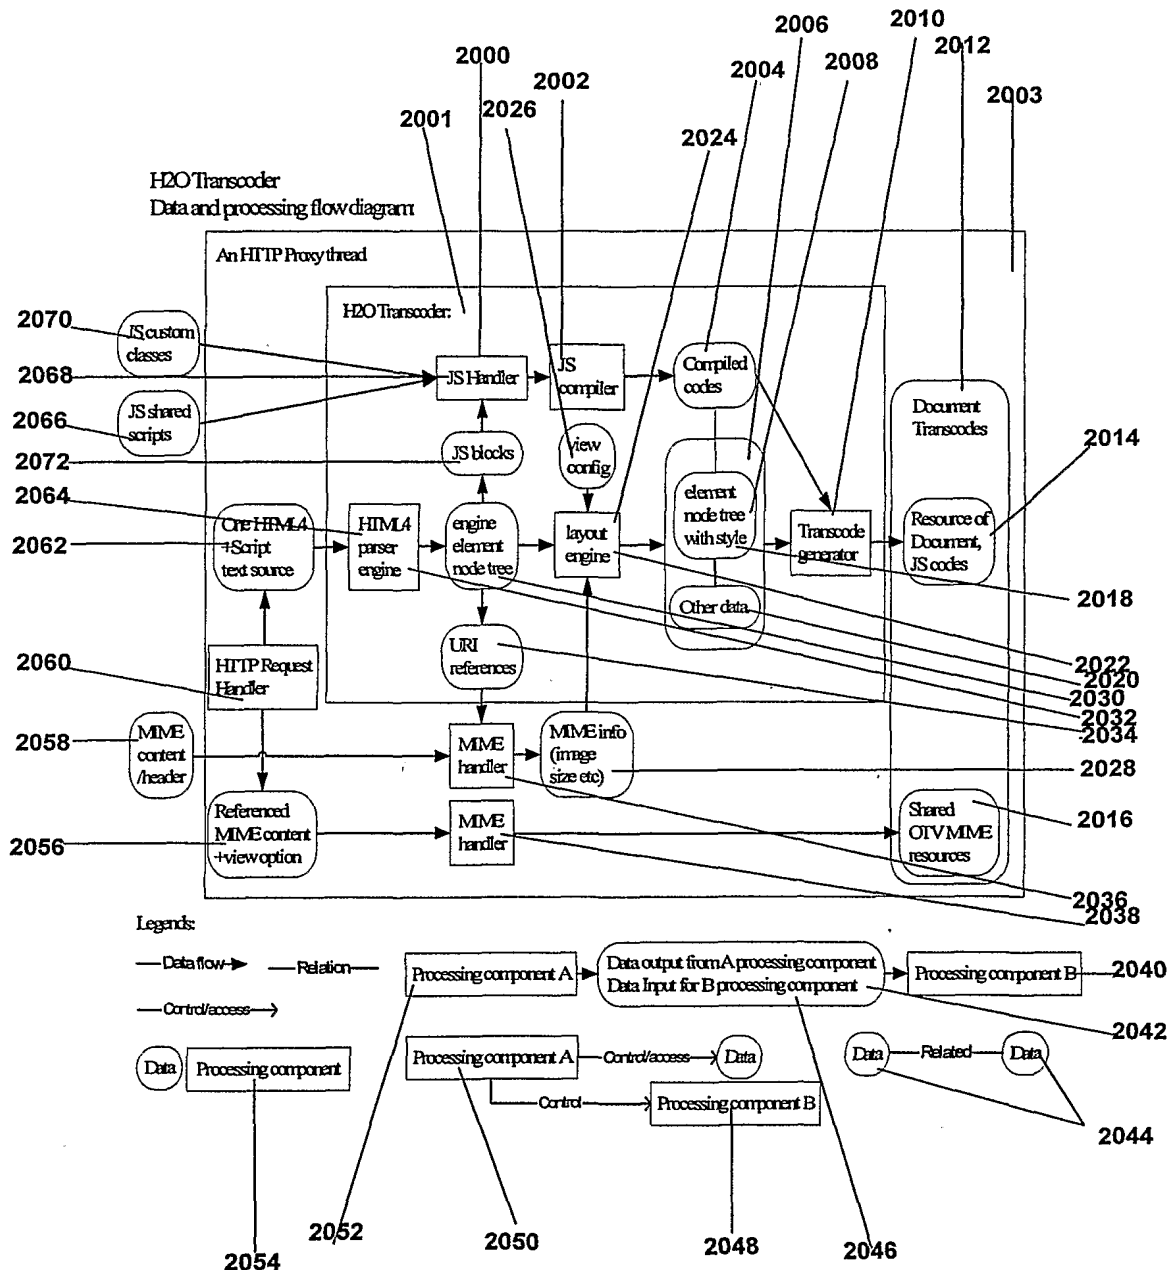 2006
2010
2012
2000
2002
2004
2008
2026
2003
2001
2024
H2O Transcoder
Data and processing flow diagram
An HTTP Proxy thread
H2O Transcoder:
2070
JS custom
classes
2068
JS Handler
JS
compiler
Compiled
codes
2066
JS shared
scripts
Document
Transcodes
2014
2072
JS blocks
view
config
2064
2062
One HTML4
+Script
text source
HTML4
parser
engine
engine
element
node tree
layout
engine
element
node tree
with style
Transcode
generator
Resource of
Document,
JS codes
2018
Other data
2060
HTTP Request
Handler
URI
references
2022
2020
2030
2032
2034
2058
MIME
content
/header
MIME
handler
MIME info
(image
size etc)
2028
2056
Referenced
MIME content
+view option
MIME
handler
Shared
OTV MIME
resources
2016
2036
2038
Legends:
Data flow
Relation
Processing component A
Data output from A processing component
Data Input for B processing component
Processing component B
2040
Control/access
2042
Data
Processing component
Processing component A
Control/access
Data
Data
Related
Data
Control
Processing component B
2044
2054
2052
2050
2048
2046